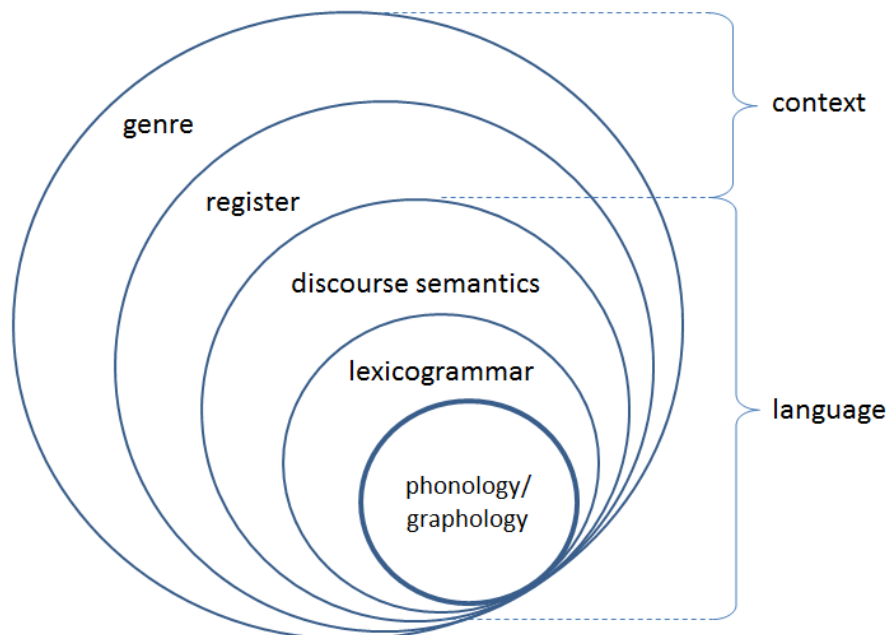 genre
context
register
discourse semantics
lexicogrammar
language
phonology/
graphology